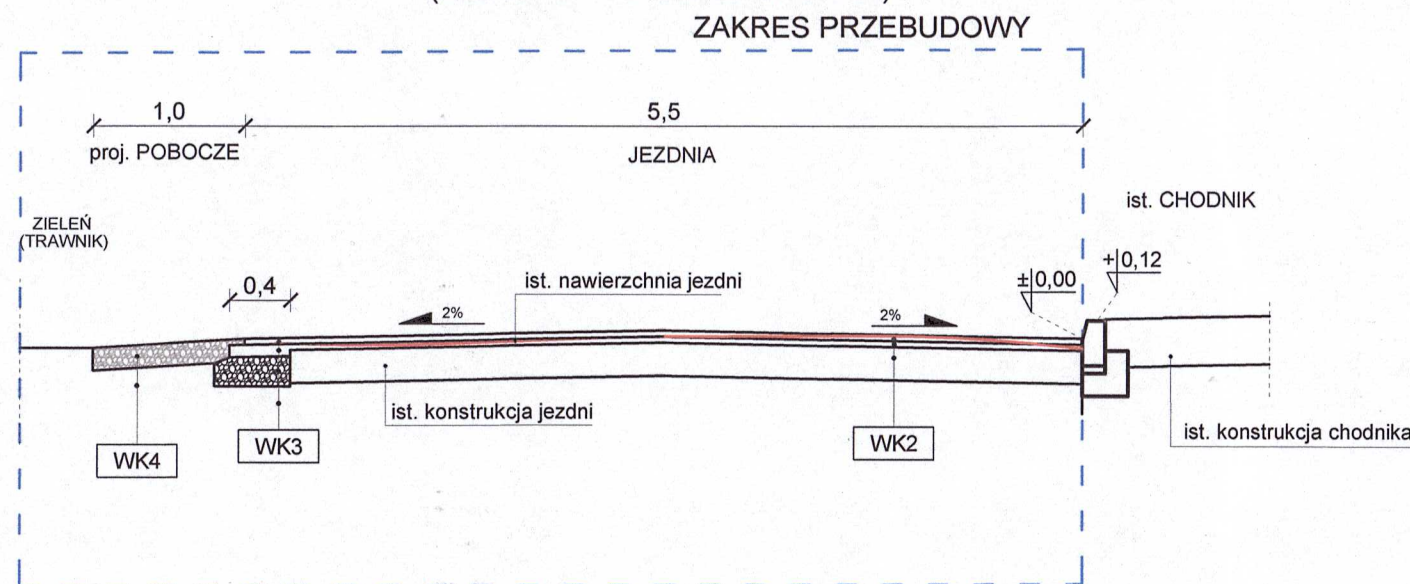 ZAKRES PRZEBUDOWY
1,0
5,5
proj. POBOCZE
JEZDNIA
ist. CHODNIK
ZIELEŃ
(TRAWNIK)
+0,12
0,4
ist. nawierzchnia jezdni
±0,00
2%
2%
ist. konstrukcja jezdni
WK4
WK3
WK2
ist. konstrukcja chodnika